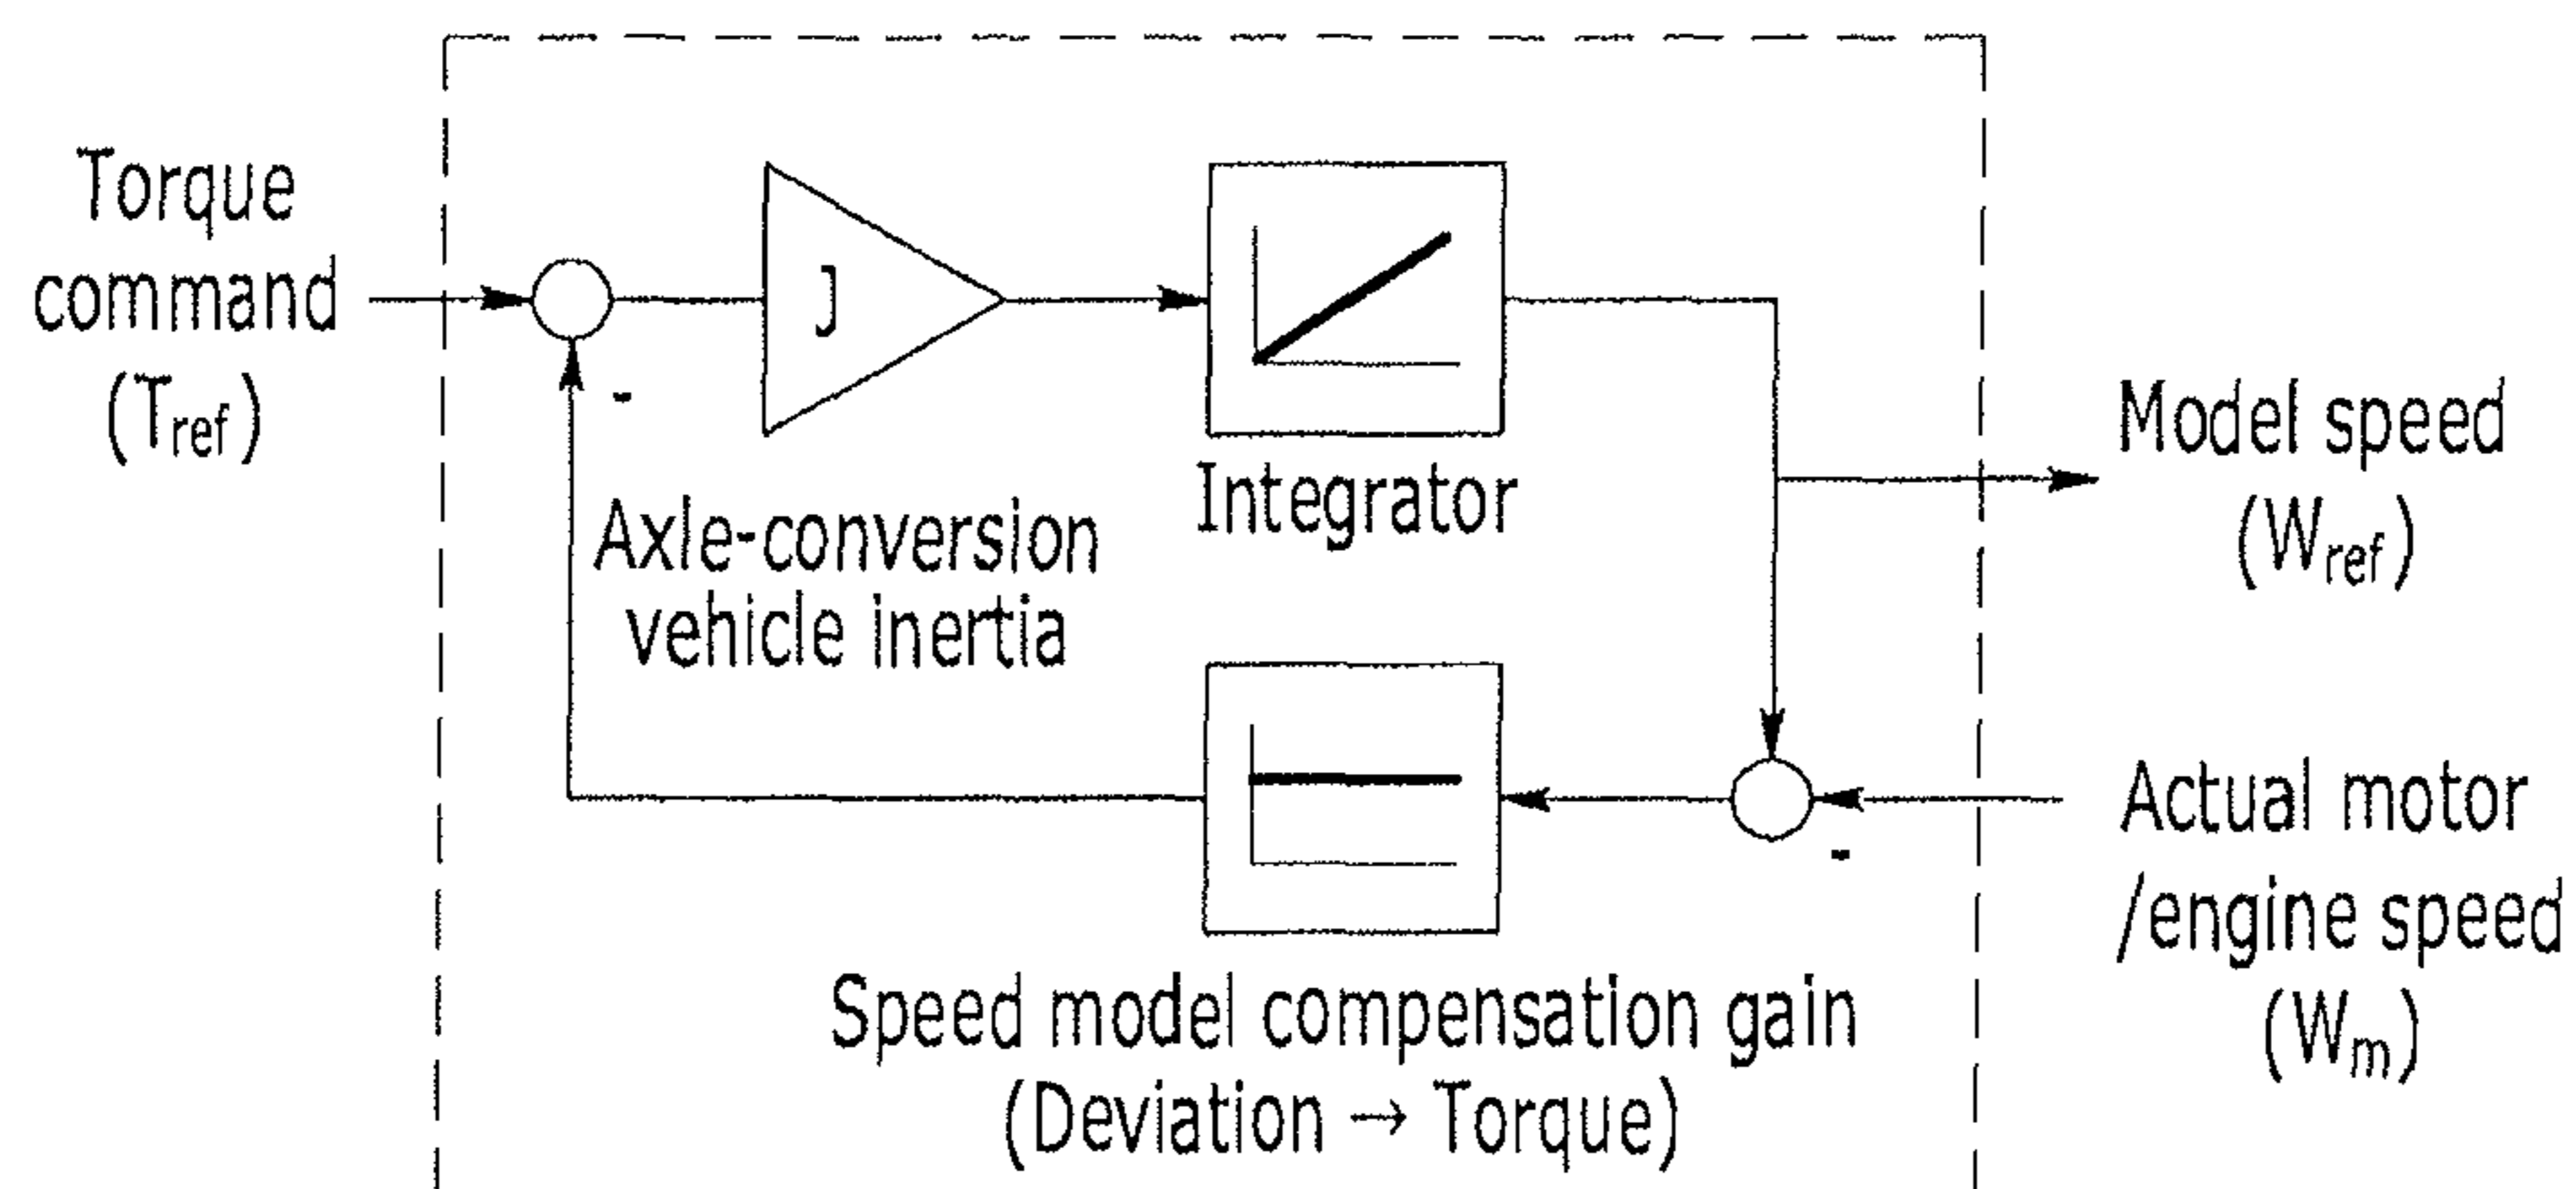 Torque
command
(Tref)
J
-
Integrator
Axle-conversion
vehicle inertia
Model speed
(Wref)
Actual motor
/engine speed
(Wm)
-
Speed model compensation gain
(Deviation → Torque)